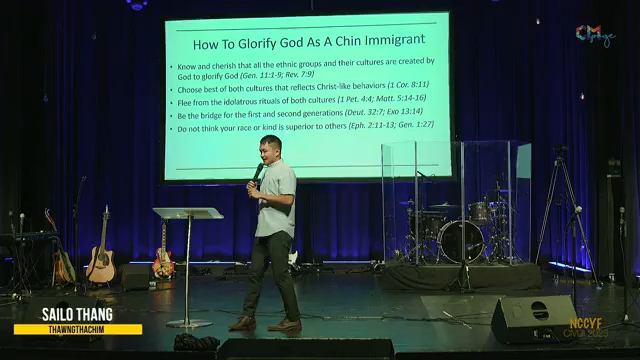 How To Glorify God As A Chin Immigrant
• Know and cherish that all the ethnic groups and their cultures are created by
God to glorify God (Gen. 11:1-9; Rev. 7:9)
• Choose best of both cultures that reflects Christ-like behaviors (1 Cor. 8:11)
• Flee from the idolatrous rituals of both cultures (1 Pet. 4:4; Matt. 5:14-16)
• Be the bridge for the first and second generations (Deut. 32:7; Exo 13:14)
• Do not think your race or kind is superior to others (Eph. 2:11-13; Gen. 1:27)
SAILO THANG
THAWNGTHACHIM
NCCYF